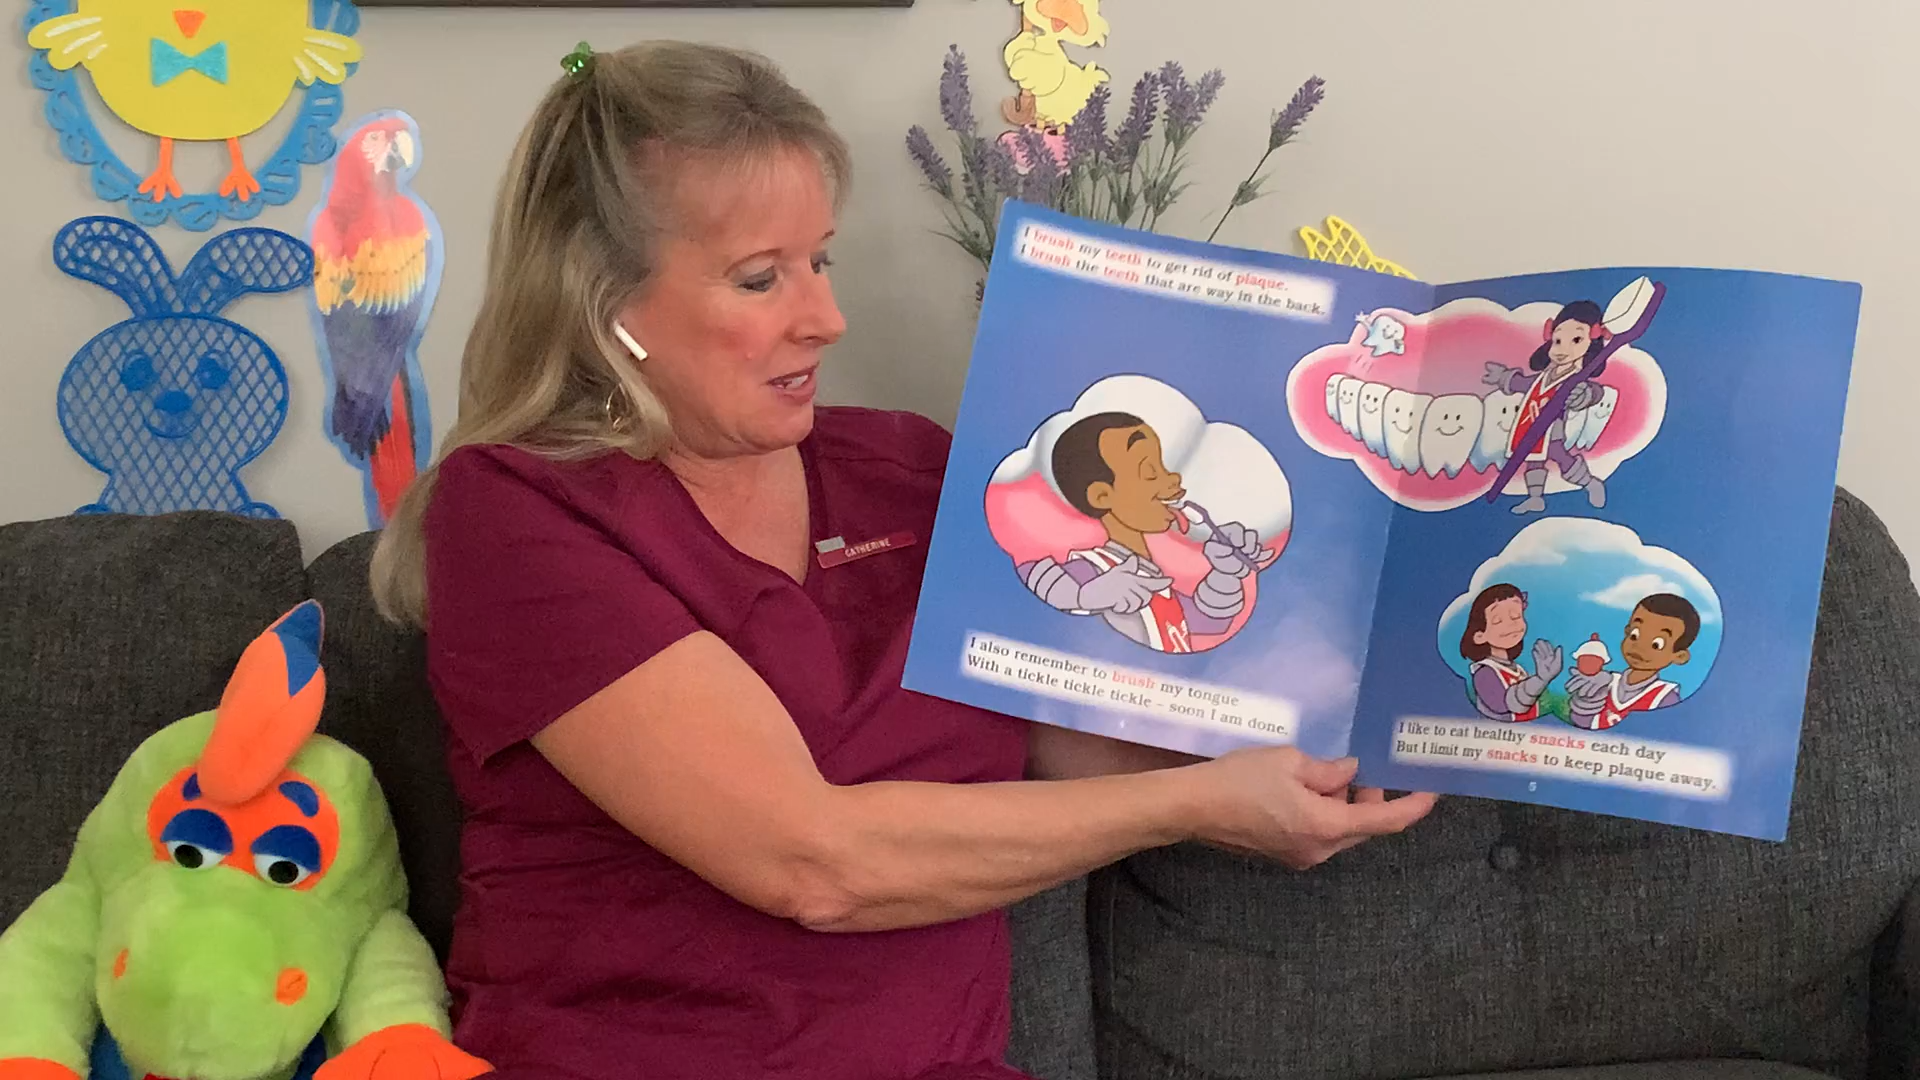 CATHERINE
I brush my teeth to get rid of plaque.
I brush the teeth that are way in the back.
I also remember to brush my tongue
With a tickle tickle tickle – soon I am done.
4
I like to eat healthy snacks each day
But I limit my snacks to keep plaque away.
5